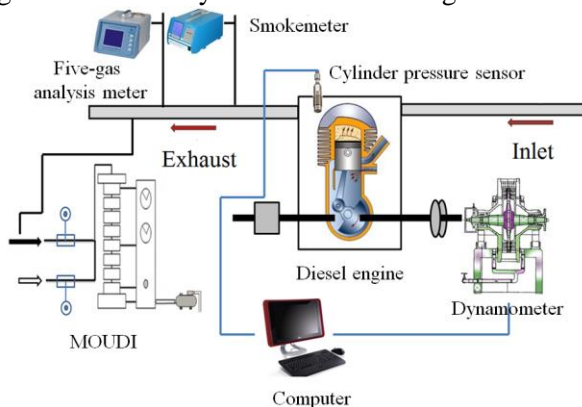 Smokemeter
Five-gas
analysis meter
Cylinder pressure sensor
Exhaust
Inlet
Diesel engine
Dynamometer
MOUDI
Computer